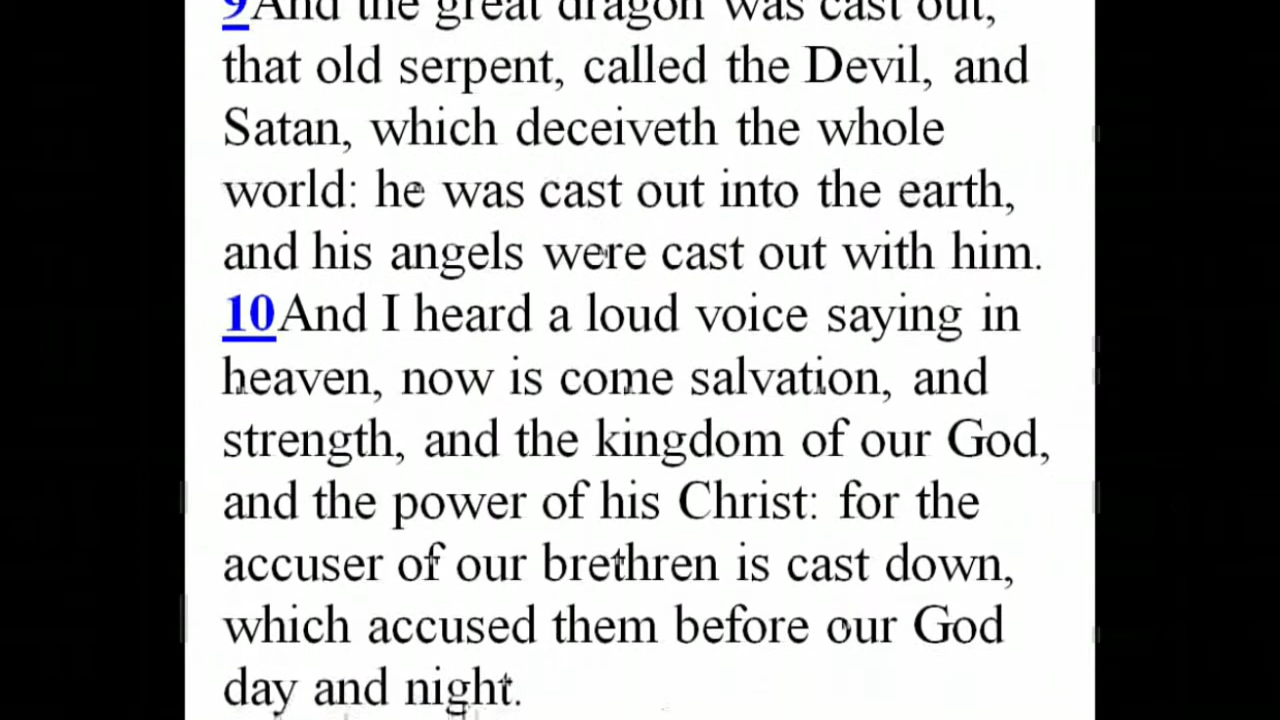 9And the great dragon was cast out,
that old serpent, called the Devil, and
Satan, which deceiveth the whole
world: he was cast out into the earth,
and his angels were cast out with him.
10And I heard a loud voice saying in
heaven, now is come salvation, and
strength, and the kingdom of our God,
and the power of his Christ: for the
accuser of our brethren is cast down,
which accused them before our God
day and night.